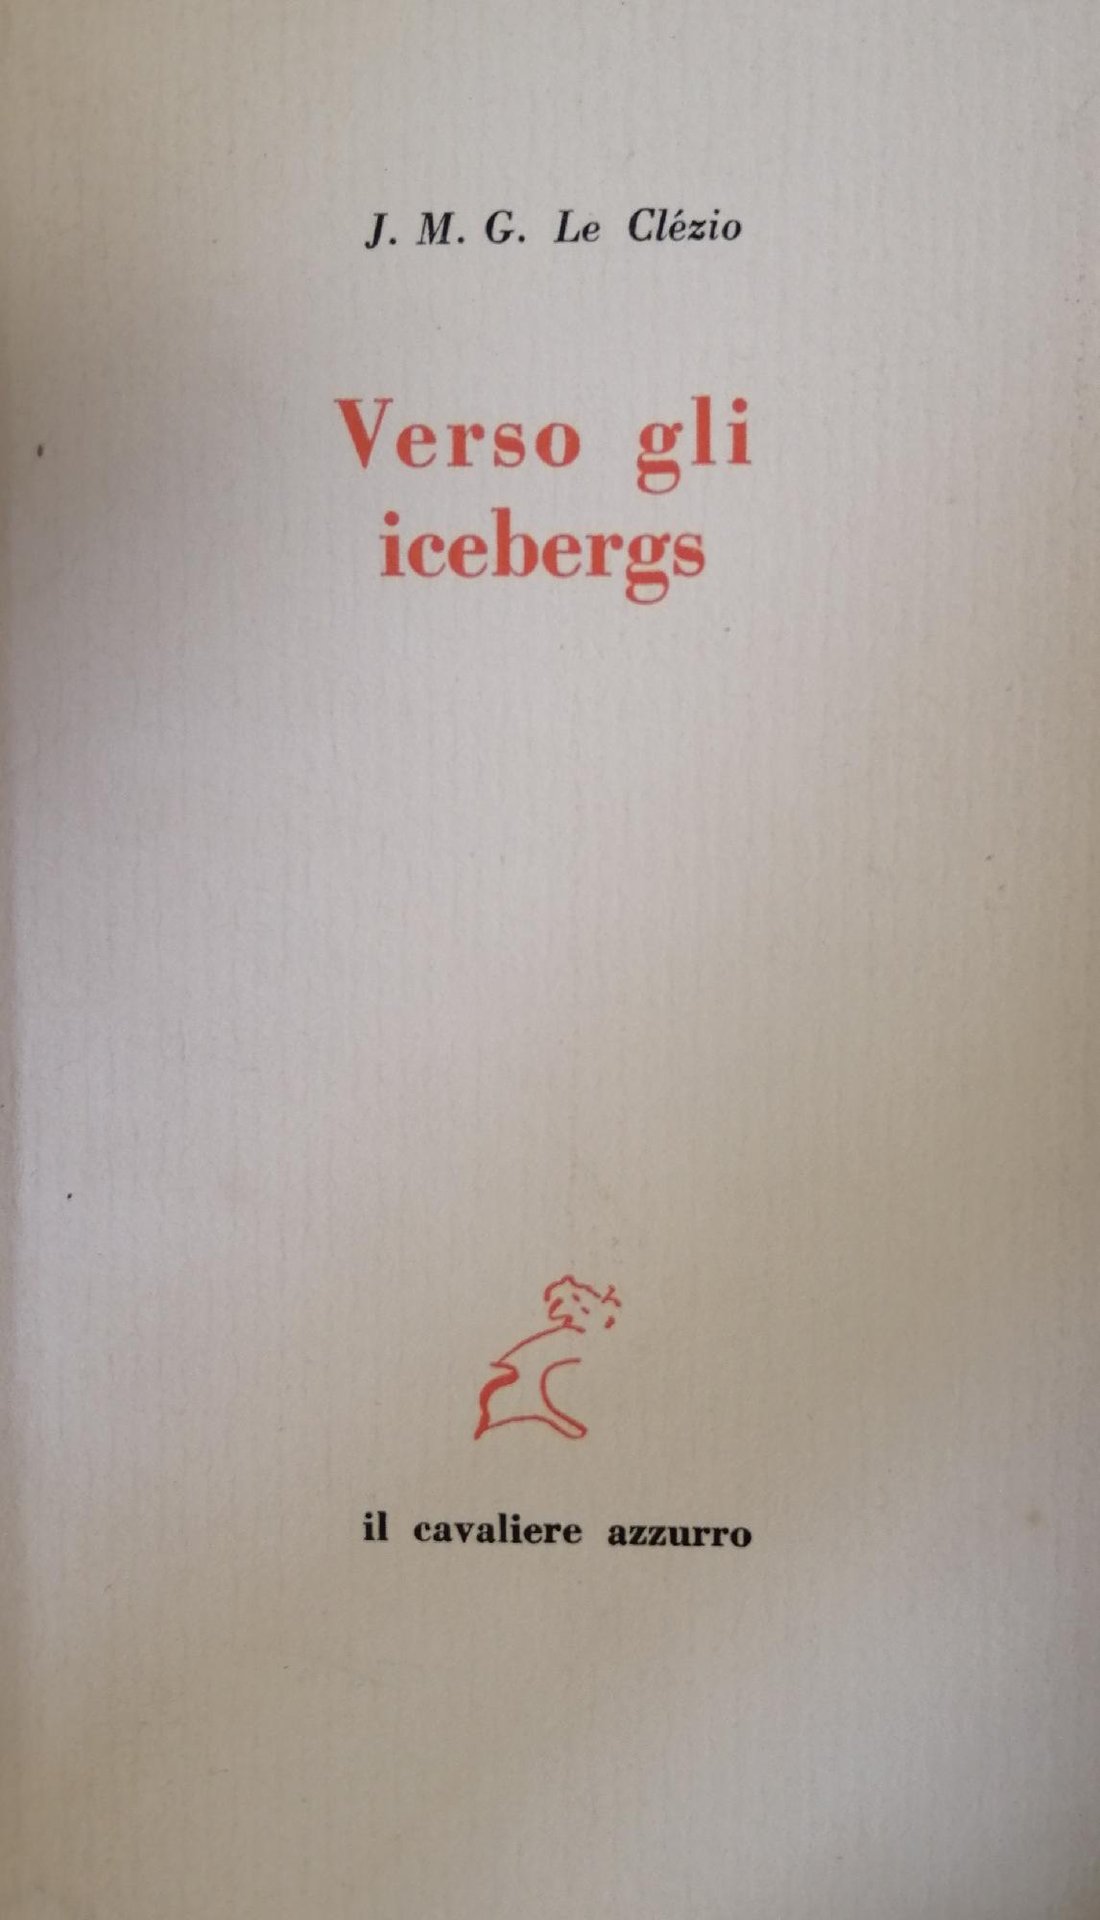 J. M. G. Le Clézio
Verso gli
icebergs
il cavaliere azzurro